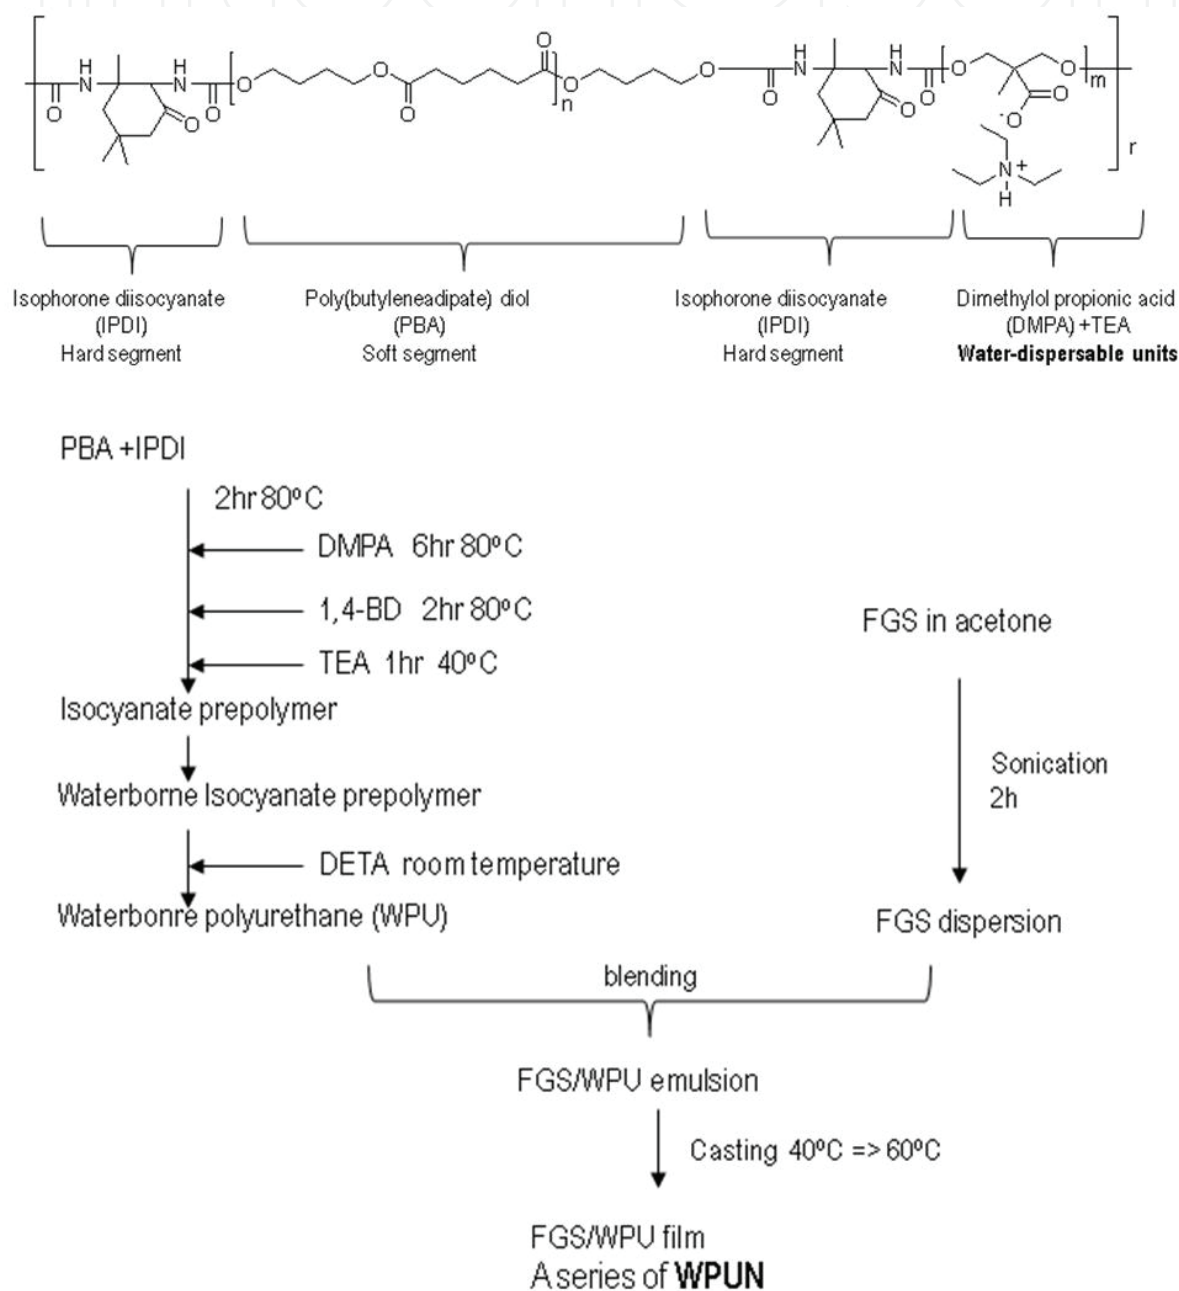 H
N
H
N
O
O
O
O
O
O
O
n
O
O
O
H
N
H
N
O
O
O
O
O
m
O
-O
N+
H
r
Isophorone diisocyanate
(IPDI)
Hard segment
Poly(butyleneadipate) diol
(PBA)
Soft segment
Isophorone diisocyanate
(IPDI)
Hard segment
Dimethylol propionic acid
(DMPA) +TEA
Water-dispersable units
PBA +IPDI
2hr 80ºC
DMPA 6hr 80ºC
1,4-BD 2hr 80ºC
TEA 1hr 40ºC
Isocyanate prepolymer
Waterborne Isocyanate prepolymer
DETA room temperature
Waterbonre polyurethane (WPU)
FGS in acetone
Sonication
2h
FGS dispersion
blending
FGS/WPU emulsion
Casting 40ºC => 60ºC
FGS/WPU film
A series of WPUN